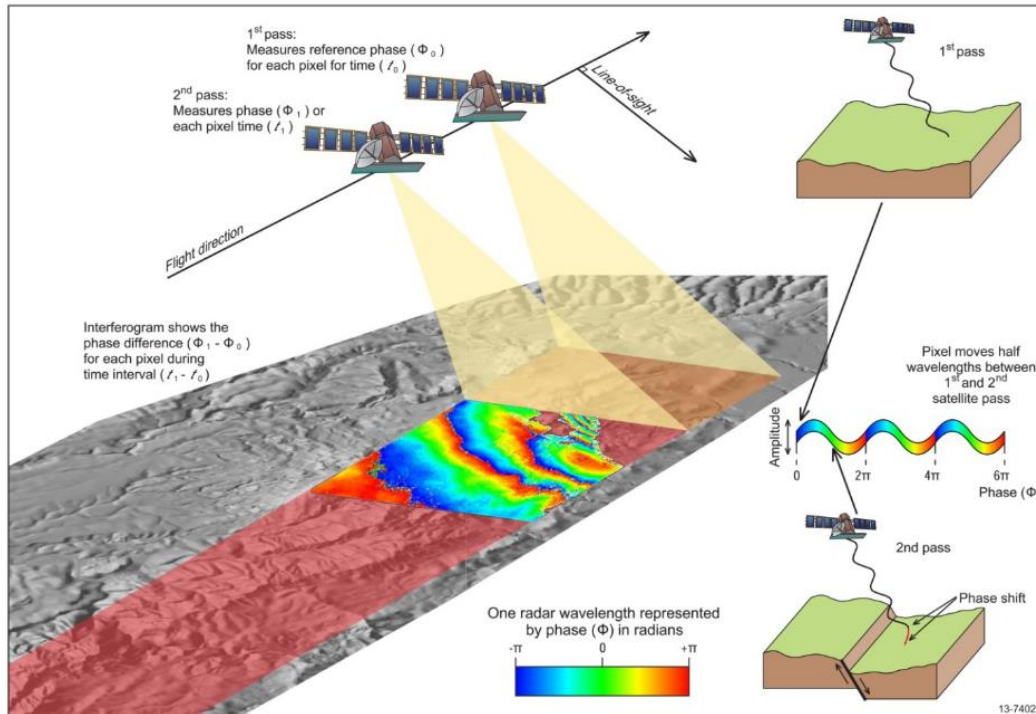 1st pass:
Measures reference phase (Φ0)
for each pixel for time (t0)
2nd pass:
Measures phase (Φ1) or
each pixel time (t1)
Line-of-sight
Flight direction
1st pass
Interferogram shows the
phase difference (Φ1 - Φ0)
for each pixel during
time interval (t1 - t0)
Pixel moves half
wavelengths between
1st and 2nd
satellite pass
Amplitude
0 2π 4π 6π
Phase (Φ
2nd pass
Phase shift
One radar wavelength represented
by phase (Φ) in radians
-π 0 +π
13-7402